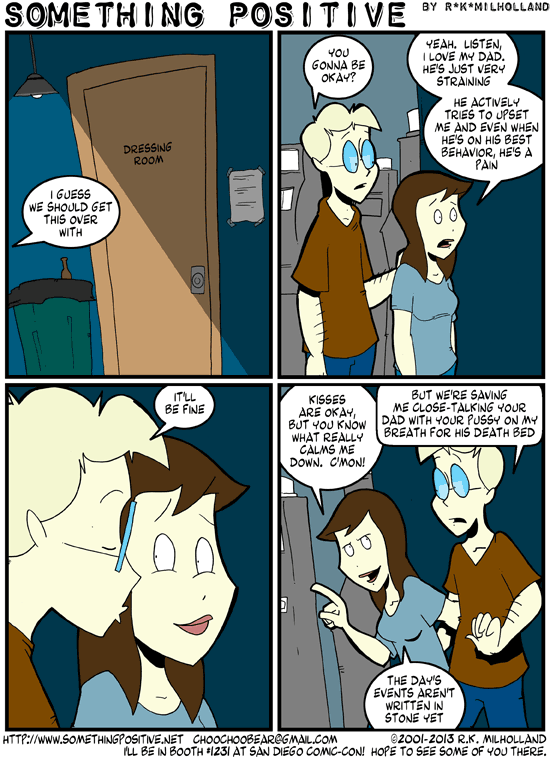 SOMETHING POSITIVE BY R*K*MILHOLLAND
DRESSING
ROOM
I GUESS
WE SHOULD GET
THIS OVER
WITH
YOU
GONNA BE
OKAY?
YEAH. LISTEN,
I LOVE MY DAD.
HE'S JUST VERY
STRAINING
HE ACTIVELY
TRIES TO UPSET
ME AND EVEN WHEN
HE'S ON HIS BEST
BEHAVIOR, HE'S A
PAIN
IT'LL
BE FINE
KISSES
ARE OKAY,
BUT YOU KNOW
WHAT REALLY
CALMS ME
DOWN. C'MON!
BUT WE'RE SAVING
ME CLOSE-TALKING YOUR
DAD WITH YOUR PUSSY ON MY
BREATH FOR HIS DEATH BED
THE DAY'S
EVENTS AREN'T
WRITTEN IN
STONE YET
HTTP://WWW.SOMETHINGPOSITIVE.NET CHOOCHOOBEAR@GMAIL.COM ©2001-2013 R.K. MILHOLLAND
I'LL BE IN BOOTH #1231 AT SAN DIEGO COMIC-CON! HOPE TO SEE SOME OF YOU THERE.